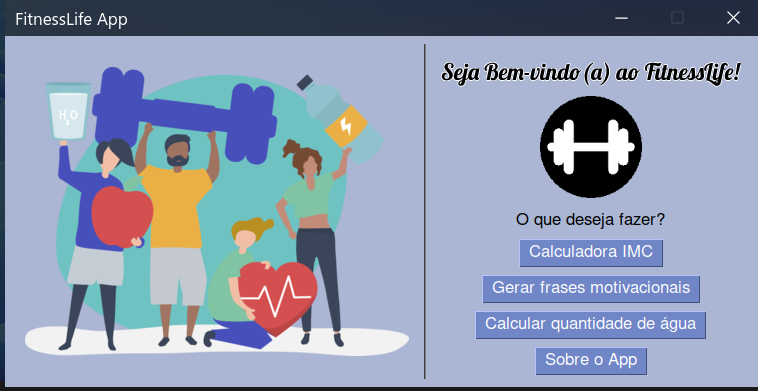 FitnessLife App
H₂O
Seja Bem-vindo(a) ao FitnessLife!
O que deseja fazer?
Calculadora IMC
Gerar frases motivacionais
Calcular quantidade de água
Sobre o App